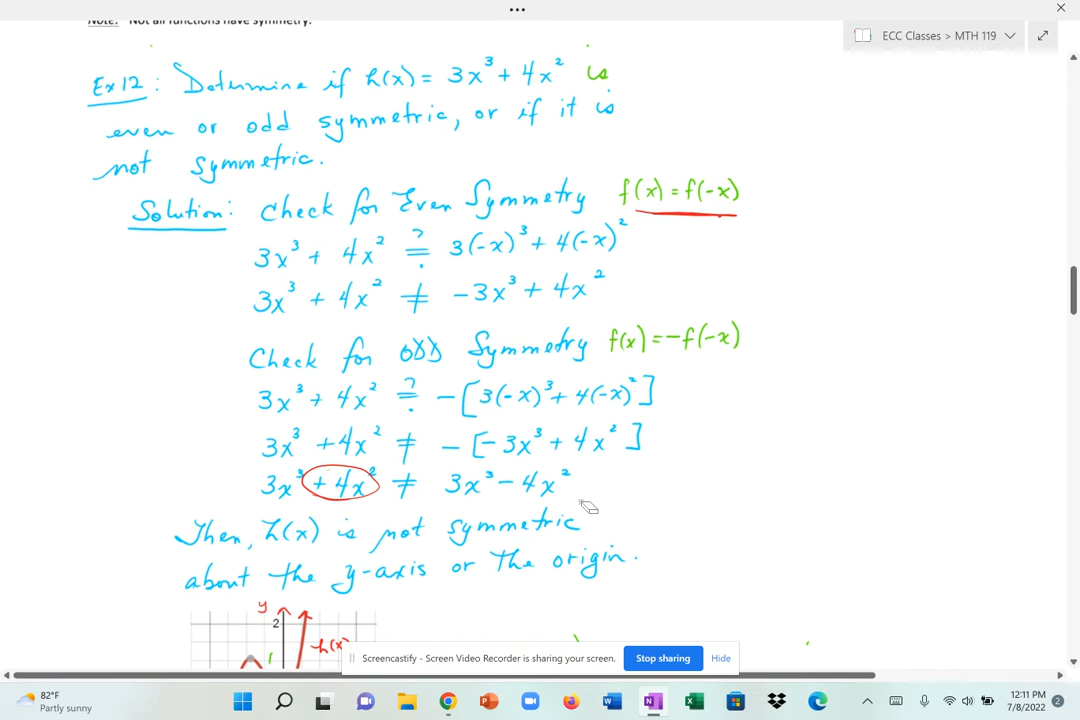 •••
Note: Not all functions have symmetry.
ECC Classes > MTH 119
Ex 12 : Determine if h(x) = 3x³ + 4x² is
even or odd symmetric, or if it is
not symmetric.
Solution: Check for Even Symmetry f(x) = f(-x)
3x³ + 4x² ≟ 3(-x)³ + 4(-x)²
3x³ + 4x² ≠ -3x³ + 4x²
Check for odd Symmetry f(x) = -f(-x)
3x³ + 4x² ≟ -[3(-x)³ + 4(-x)²]
3x³ + 4x² ≠ -[-3x³ + 4x²]
3x³ + 4x² ≠ 3x³ - 4x²
Then, h(x) is not symmetric
about the y-axis or the origin.
y
2
h(x)
Screencastify - Screen Video Recorder is sharing your screen. Stop sharing Hide
82°F
Partly sunny
12:11 PM
7/8/2022
2